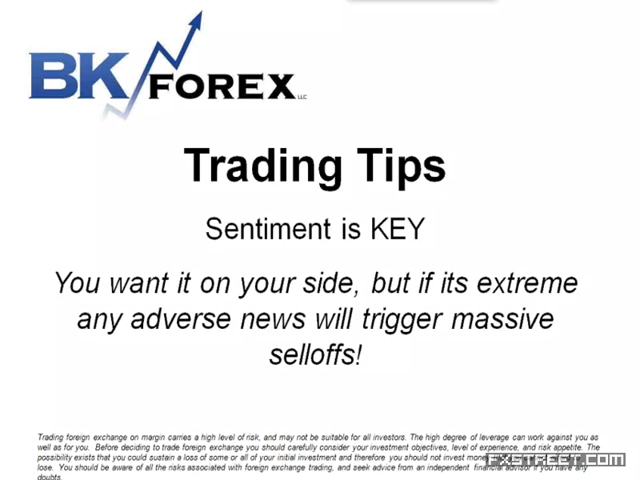 BK FOREX LLC
Trading Tips
Sentiment is KEY
You want it on your side, but if its extreme
any adverse news will trigger massive
selloffs!
Trading foreign exchange on margin carries a high level of risk, and may not be suitable for all investors. The high degree of leverage can work against you as
well as for you. Before deciding to trade foreign exchange you should carefully consider your investment objectives, level of experience, and risk appetite. The
possibility exists that you could sustain a loss of some or all of your initial investment and therefore you should not invest
lose. You should be aware of all the risks associated with foreign exchange trading, and seek advice from an independent financial advisor if you have any
doubts.
FXSTREET.COM